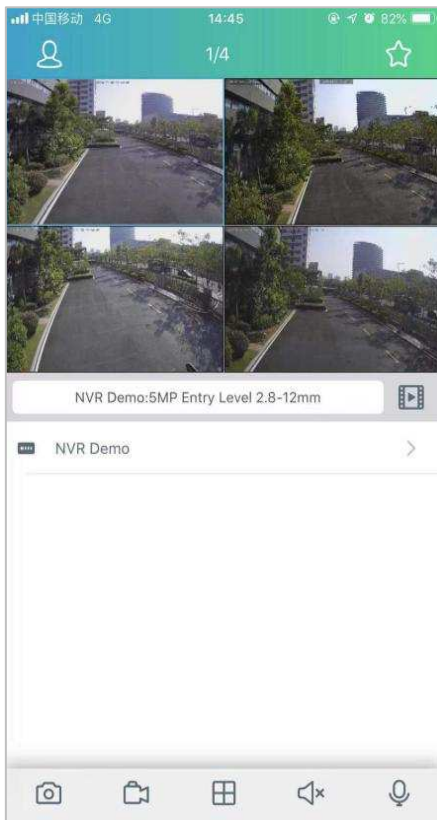 中国移动 4G 14:45 82%
1/4
NVR Demo:5MP Entry Level 2.8-12mm
NVR Demo